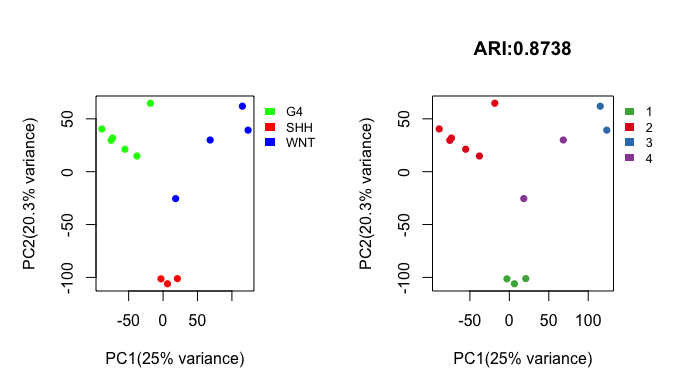 ARI:0.8738
PC2(20.3% variance)
50
0
-50
-100
-50 0 50
PC1(25% variance)
G4
SHH
WNT
PC2(20.3% variance)
50
0
-50
-100
-50 0 50 100
PC1(25% variance)
1
2
3
4